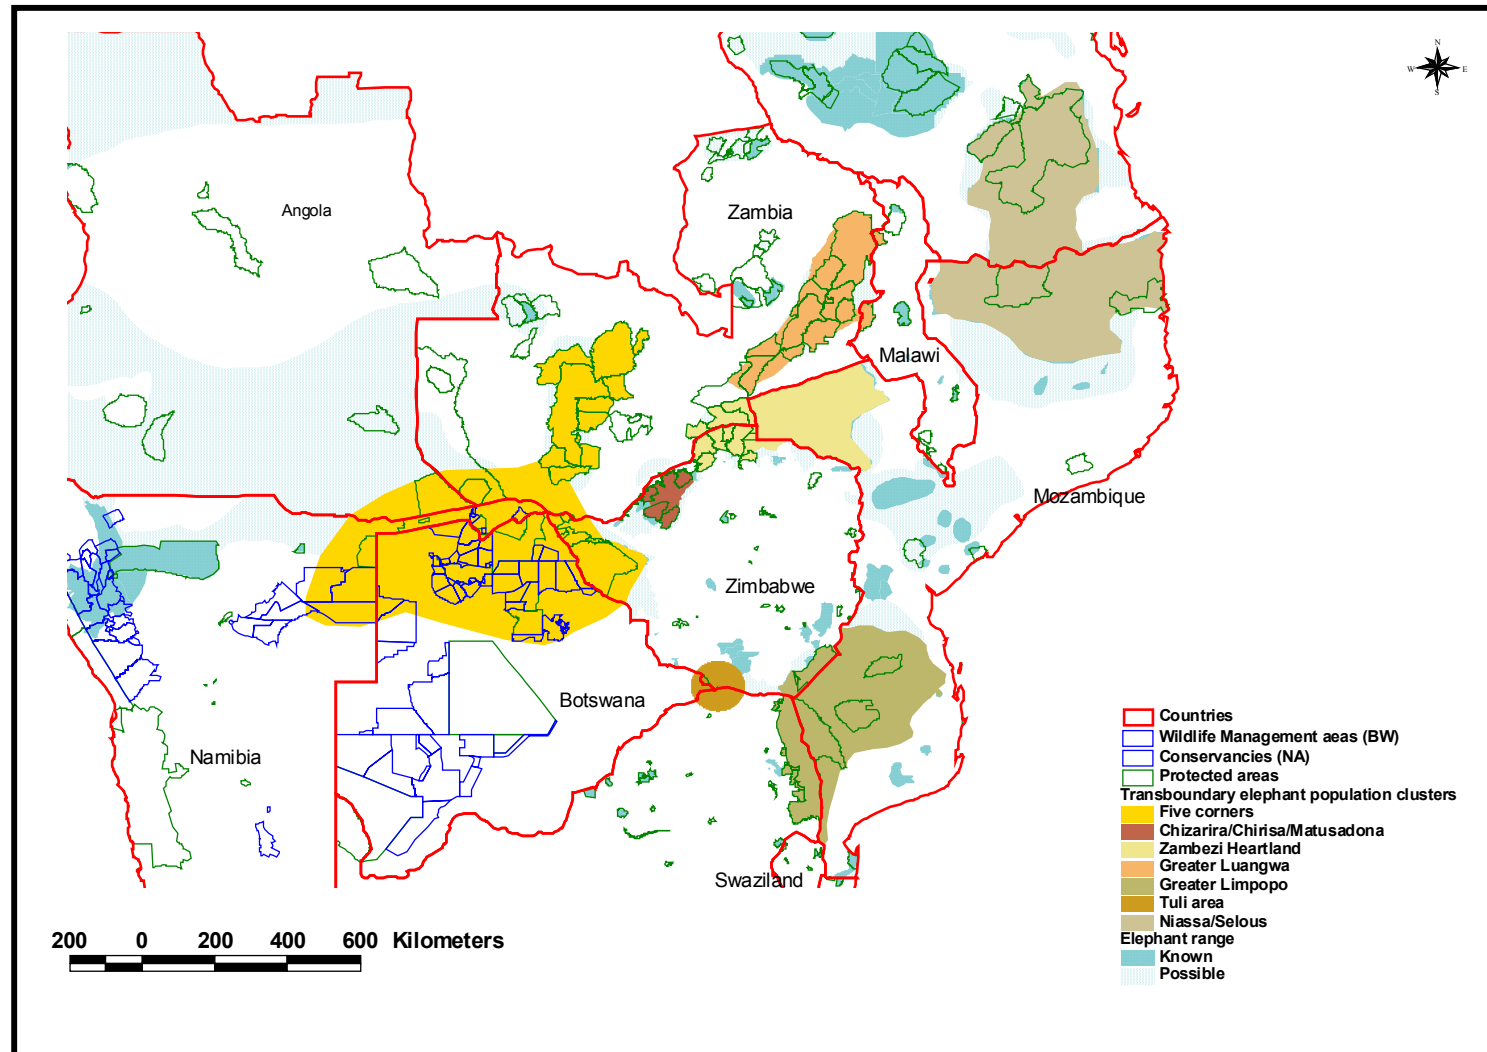 N
W E
S
Angola
Zambia
Malawi
Mozambique
Zimbabwe
Botswana
Namibia
Swaziland
Countries
Wildlife Management aeas (BW)
Conservancies (NA)
Protected areas
Transboundary elephant population clusters
Five corners
Chizarira/Chirisa/Matusadona
Zambezi Heartland
Greater Luangwa
Greater Limpopo
Tuli area
Niassa/Selous
Elephant range
Known
Possible
200 0 200 400 600 Kilometers